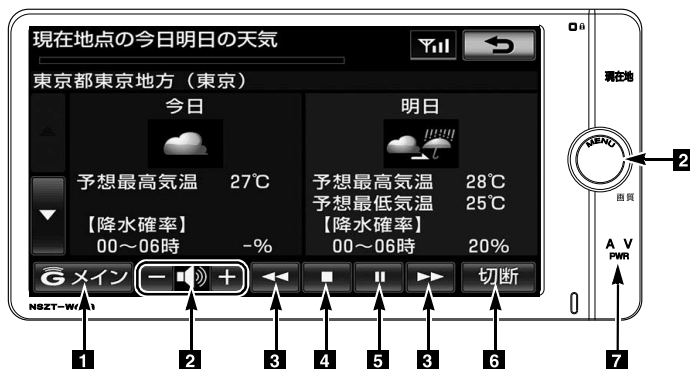 現在地点の今日明日の天気
東京都東京地方（東京）
今日
明日
予想最高気温 27℃
予想最高気温 28℃
予想最低気温 25℃
【降水確率】
【降水確率】
00～06時 -%
00～06時 20%
G メイン
− +
切断
現在地
MENU
2
画質
A V
PWR
1
2
3
4
5
3
6
7